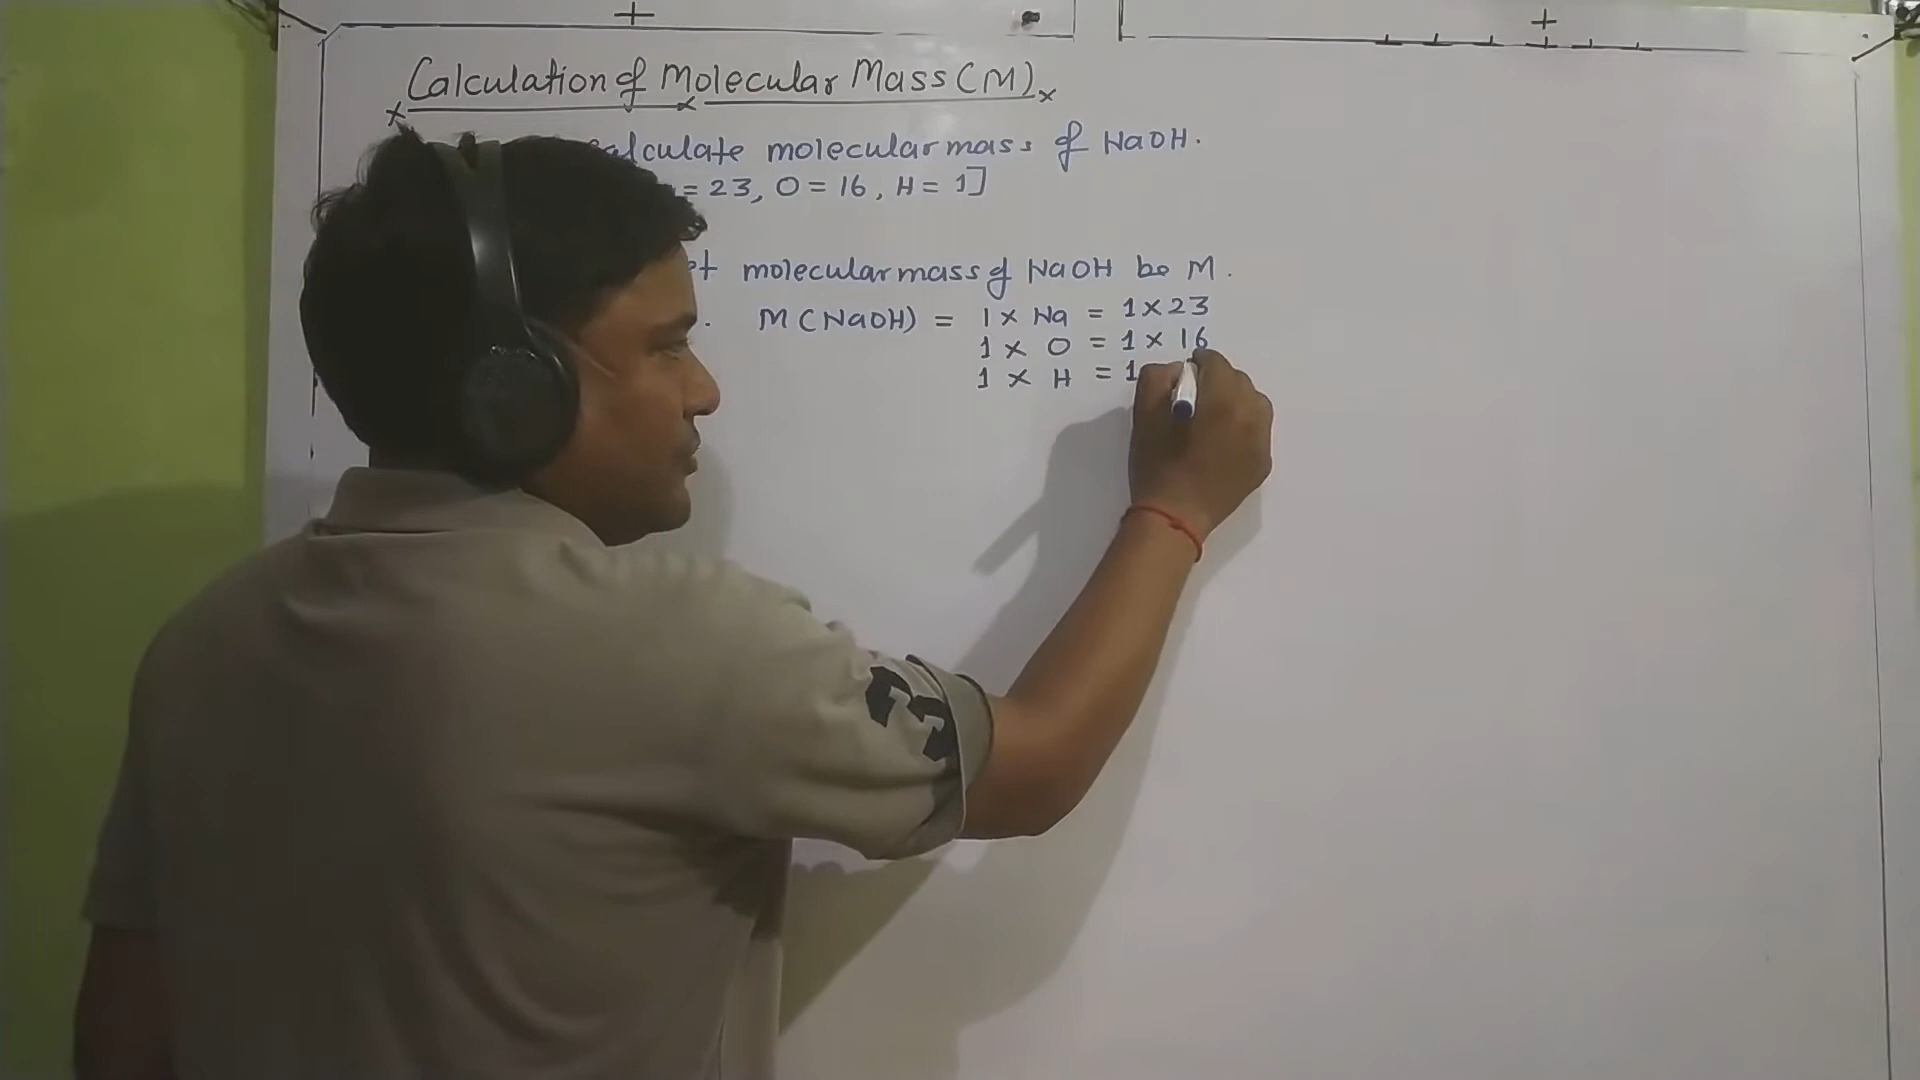 Calculation of Molecular Mass (M)
calculate molecular mass of NaOH.
= 23, O = 16, H = 1]
molecular mass of NaOH be M.
M (NaOH) = 1 x Na = 1 x 23
1 x O = 1 x 16
1 x H = 1